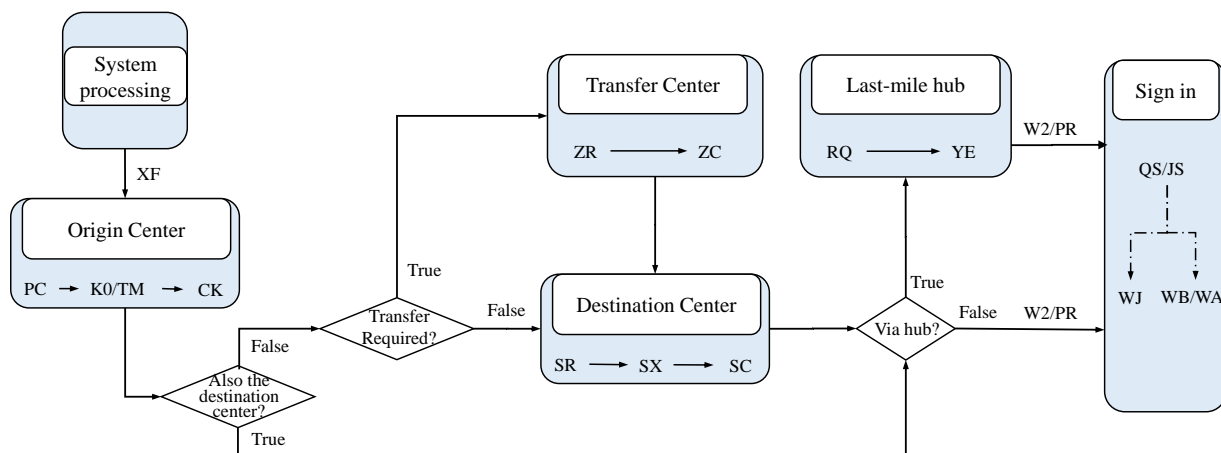 System
processing
XF
Origin Center
PC
K0/TM
CK
Also the
destination
center?
False
True
Transfer
Required?
True
False
Transfer Center
ZR
ZC
Destination Center
SR
SX
SC
Via hub?
True
False
Last-mile hub
RQ
YE
W2/PR
W2/PR
Sign in
QS/JS
WJ
WB/WA